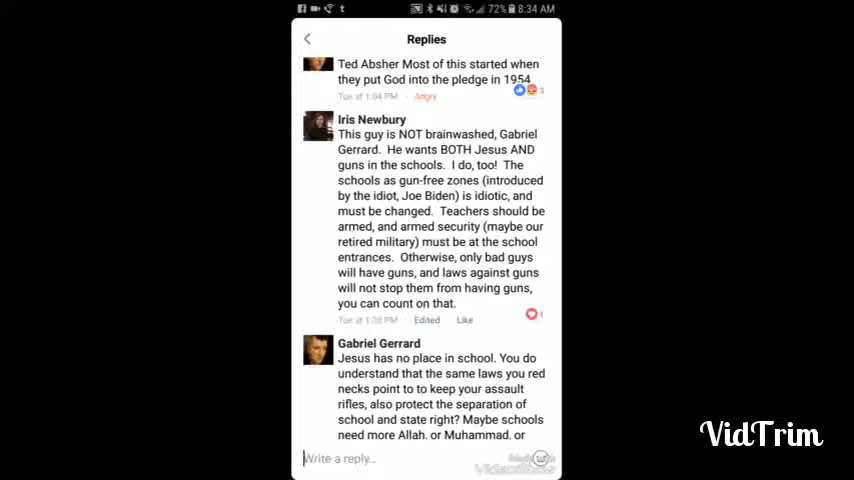 72% 8:34 AM
Replies
Ted Absher Most of this started when
they put God into the pledge in 1954
Tue at 1:04 PM · Angry
3
Iris Newbury
This guy is NOT brainwashed, Gabriel
Gerrard. He wants BOTH Jesus AND
guns in the schools. I do, too! The
schools as gun-free zones (introduced
by the idiot, Joe Biden) is idiotic, and
must be changed. Teachers should be
armed, and armed security (maybe our
retired military) must be at the school
entrances. Otherwise, only bad guys
will have guns, and laws against guns
will not stop them from having guns,
you can count on that.
Tue at 1:08 PM Edited Like
Gabriel Gerrard
Jesus has no place in school. You do
understand that the same laws you red
necks point to to keep your assault
rifles, also protect the separation of
school and state right? Maybe schools
need more Allah. or Muhammad. or
Write a reply...
VidTrim